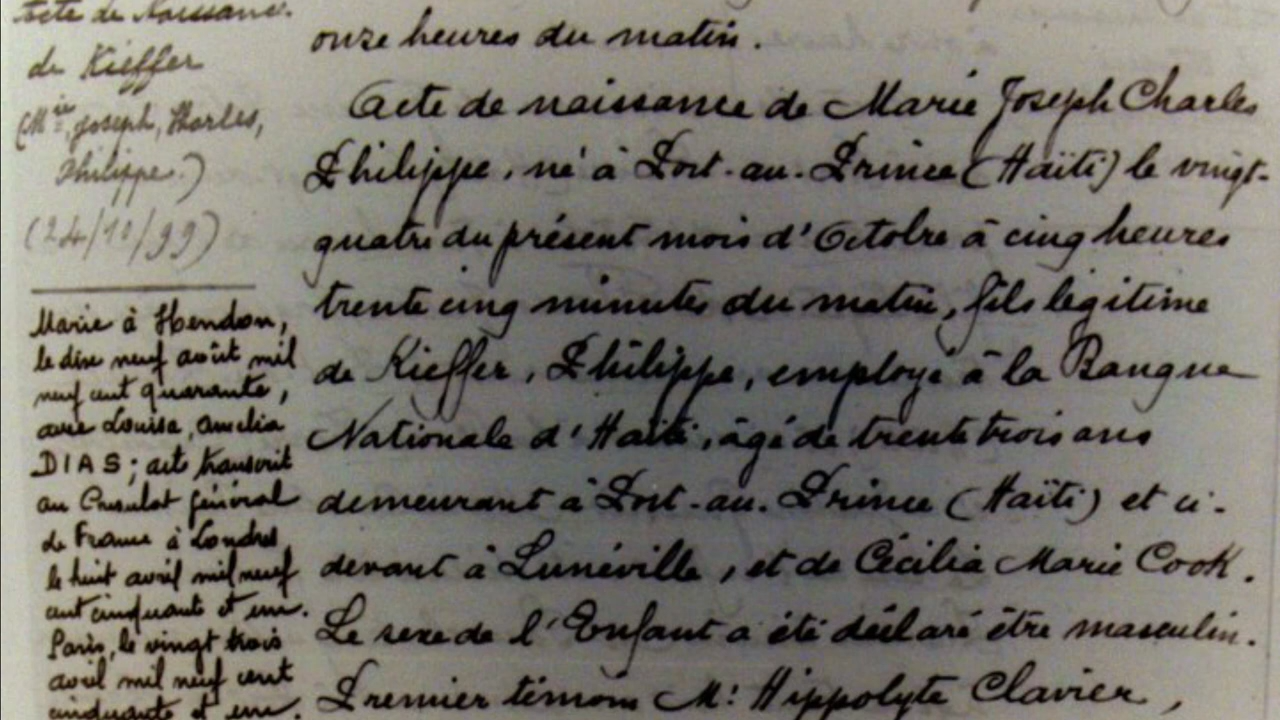 Acte de Naissance.
de Kieffer
(Mie, Joseph, Charles,
Philippe.)
(24/10/99)
Marié à Hendon,
le dix neuf août mil
neuf cent quarante,
avec Louisa, Amelia
DIAS; acte transcrit
au Consulat général
de France à Londres
le huit avril mil neuf
cent cinquante et un.
Paris, le vingt trois
avril mil neuf cent
cinquante et un.
onze heures du matin.
Acte de naissance de Marie Joseph Charles
Philippe, né à Port-au-Prince (Haïti) le vingt-
quatre du présent mois d'Octobre à cinq heures
trente cinq minutes du matin, fils légitime
de Kieffer, Philippe, employé à la Banque
Nationale d'Haïti, âgé de trente trois ans
demeurant à Port-au-Prince (Haïti) et ci-
devant à Lunéville, et de Cécilia Marie Cook.
Le sexe de l'Enfant a été déclaré être masculin.
Premier témoin Mr Hippolyte Clavier,